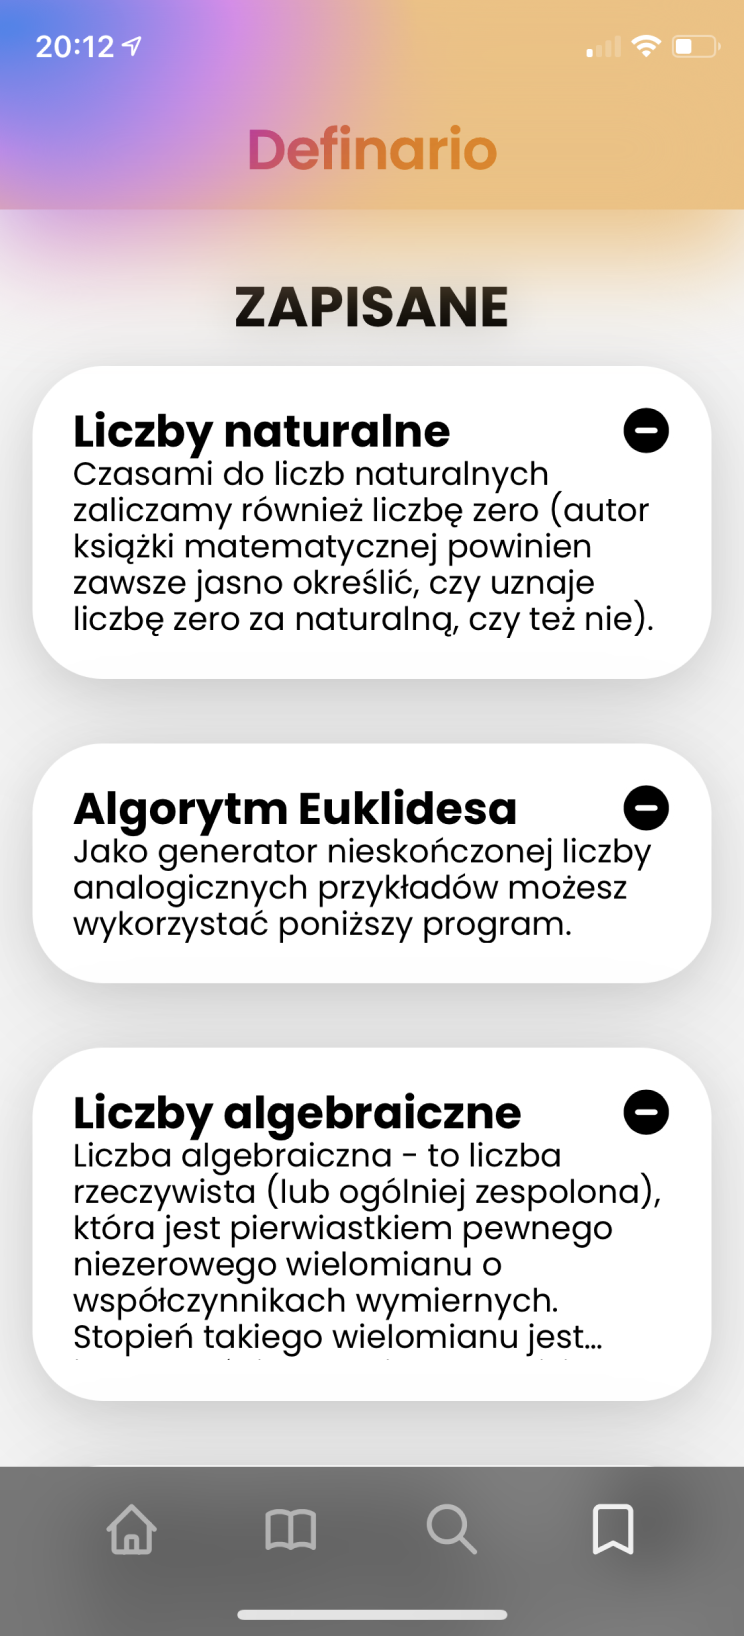 20:12
Definario
ZAPISANE
Liczby naturalne
Czasami do liczb naturalnych
zaliczamy również liczbę zero (autor
książki matematycznej powinien
zawsze jasno określić, czy uznaje
liczbę zero za naturalną, czy też nie).
Algorytm Euklidesa
Jako generator nieskończonej liczby
analogicznych przykładów możesz
wykorzystać poniższy program.
Liczby algebraiczne
Liczba algebraiczna - to liczba
rzeczywista (lub ogólniej zespolona),
która jest pierwiastkiem pewnego
niezerowego wielomianu o
współczynnikach wymiernych.
Stopień takiego wielomianu jest...